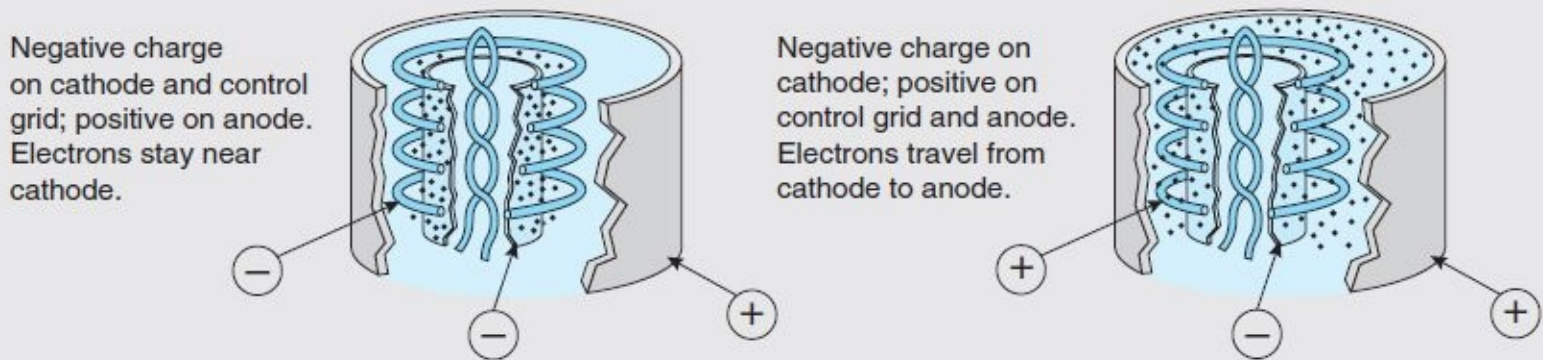 Negative charge
on cathode and control
grid; positive on anode.
Electrons stay near
cathode.
−
−
+
Negative charge on
cathode; positive on
control grid and anode.
Electrons travel from
cathode to anode.
+
−
+